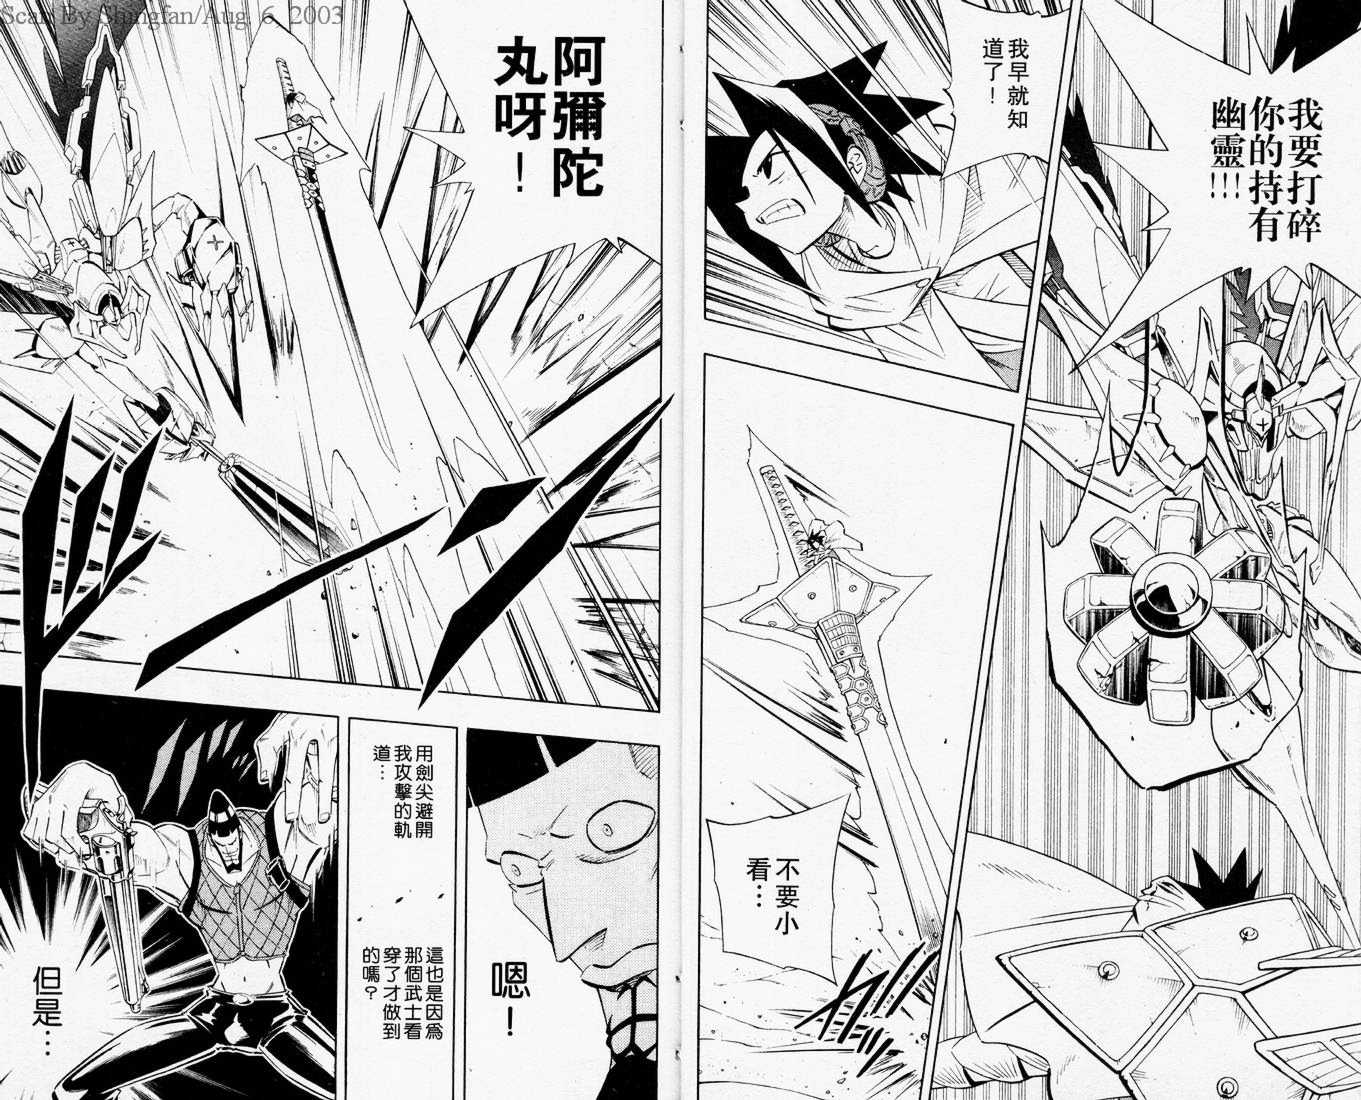 Scan By Shingfan/Aug. 6, 2003
我要打碎
你的持有
幽靈!!!
我早就知
道了！
不要小
看…
阿彌陀
丸呀！
嗯！
用劍尖避開
我攻擊的軌
道…
這也是因為
那個武士看
穿了才做到
的嗎？
但是…